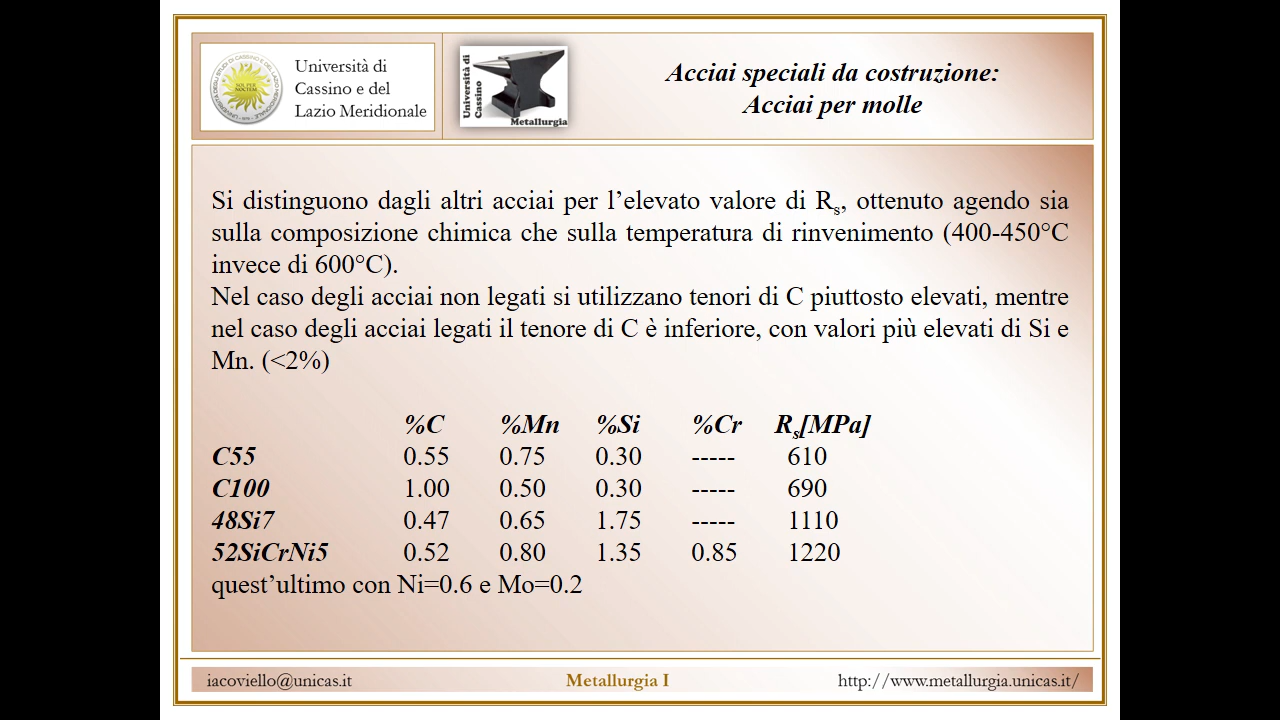 Università di
Cassino e del
Lazio Meridionale
Università di
Cassino
Metallurgia
Acciai speciali da costruzione:
Acciai per molle
Si distinguono dagli altri acciai per l’elevato valore di Rs, ottenuto agendo sia
sulla composizione chimica che sulla temperatura di rinvenimento (400-450°C
invece di 600°C).
Nel caso degli acciai non legati si utilizzano tenori di C piuttosto elevati, mentre
nel caso degli acciai legati il tenore di C è inferiore, con valori più elevati di Si e
Mn. (<2%)
%C %Mn %Si %Cr Rs[MPa]
C55 0.55 0.75 0.30 ----- 610
C100 1.00 0.50 0.30 ----- 690
48Si7 0.47 0.65 1.75 ----- 1110
52SiCrNi5 0.52 0.80 1.35 0.85 1220
quest’ultimo con Ni=0.6 e Mo=0.2
iacoviello@unicas.it
Metallurgia I
http://www.metallurgia.unicas.it/